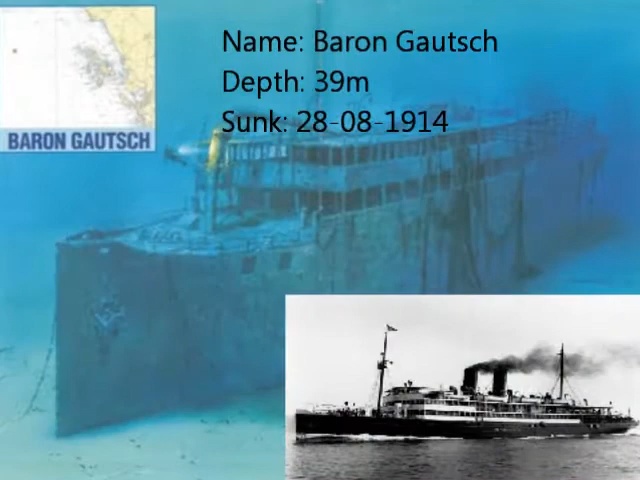 Name: Baron Gautsch
Depth: 39m
Sunk: 28-08-1914
BARON GAUTSCH